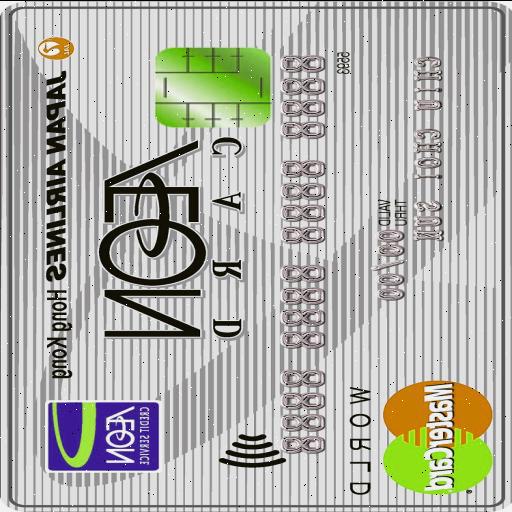 JAL
JAPAN AIRLINES Hong Kong
AEON
CARD
AEON
CREDIT SERVICE
8888 8888 8888 8888
WORLD
VALID
THRU
00/00
MasterCard